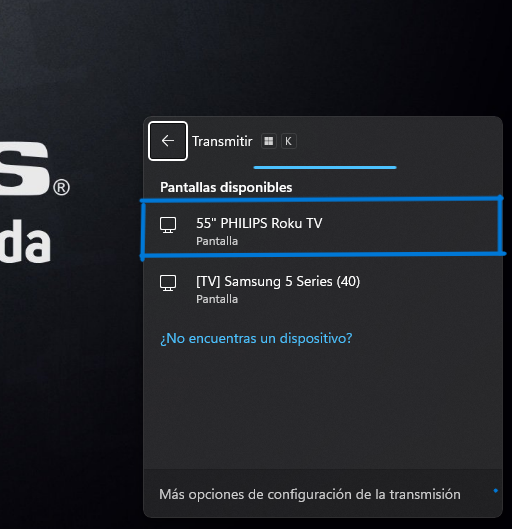 Transmitir K
s®
da
Pantallas disponibles
55" PHILIPS Roku TV
Pantalla
[TV] Samsung 5 Series (40)
Pantalla
¿No encuentras un dispositivo?
Más opciones de configuración de la transmisión